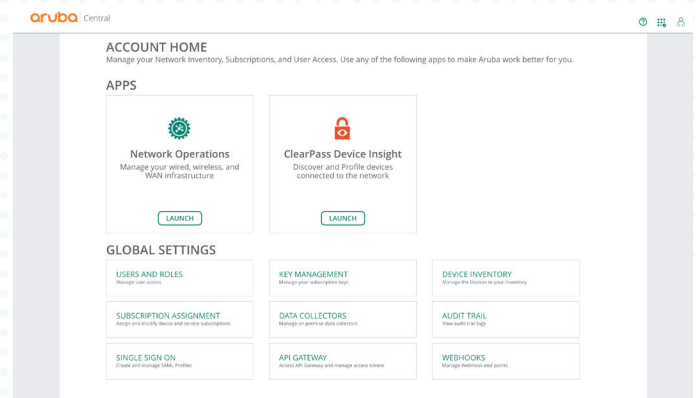 aruba Central
ACCOUNT HOME
Manage your Network Inventory, Subscriptions, and User Access. Use any of the following apps to make Aruba work better for you.
APPS
Network Operations
Manage your wired, wireless, and
WAN infrastructure
LAUNCH
ClearPass Device Insight
Discover and Profile devices
connected to the network
LAUNCH
GLOBAL SETTINGS
USERS AND ROLES
Manage user access
KEY MANAGEMENT
Manage your subscription keys
DEVICE INVENTORY
Manage the Devices in your inventory
SUBSCRIPTION ASSIGNMENT
Assign and modify device and service subscriptions
DATA COLLECTORS
Manage on premise data collectors
AUDIT TRAIL
View audit trail logs
SINGLE SIGN ON
Create and manage SAML Profiles
API GATEWAY
Access API Gateway and manage access tokens
WEBHOOKS
Manage Webhook end points